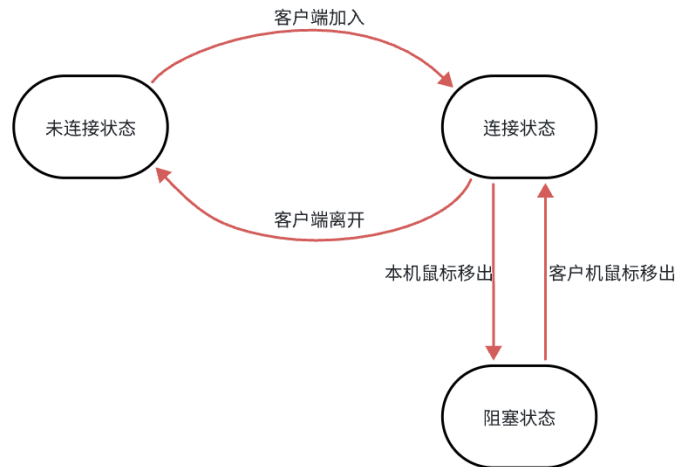 客户端加入
未连接状态
连接状态
客户端离开
本机鼠标移出
客户机鼠标移出
阻塞状态